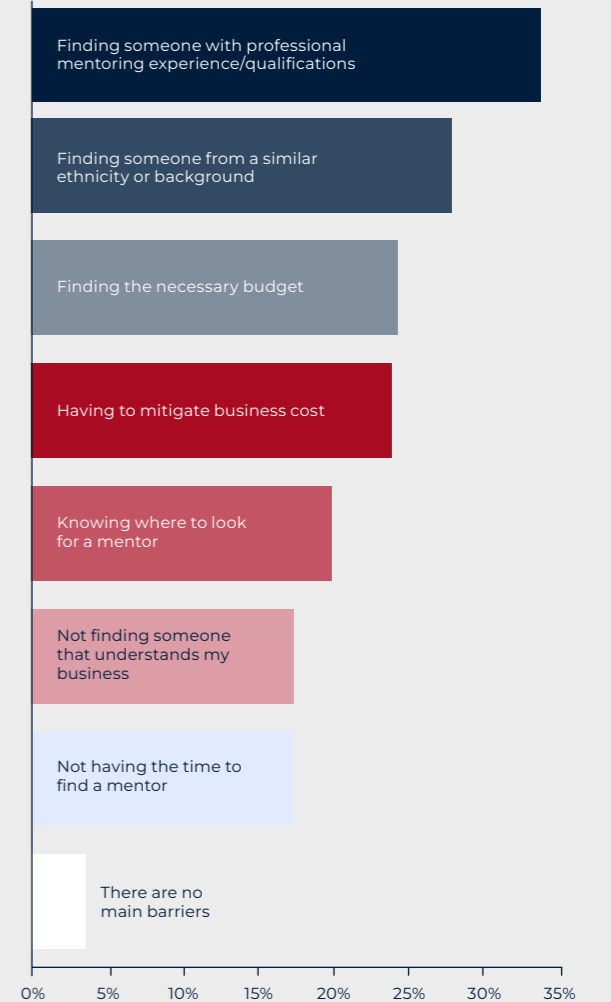 Finding someone with professional
mentoring experience/qualifications
Finding someone from a similar
ethnicity or background
Finding the necessary budget
Having to mitigate business cost
Knowing where to look
for a mentor
Not finding someone
that understands my
business
Not having the time to
find a mentor
There are no
main barriers
0% 5% 10% 15% 20% 25% 30% 35%